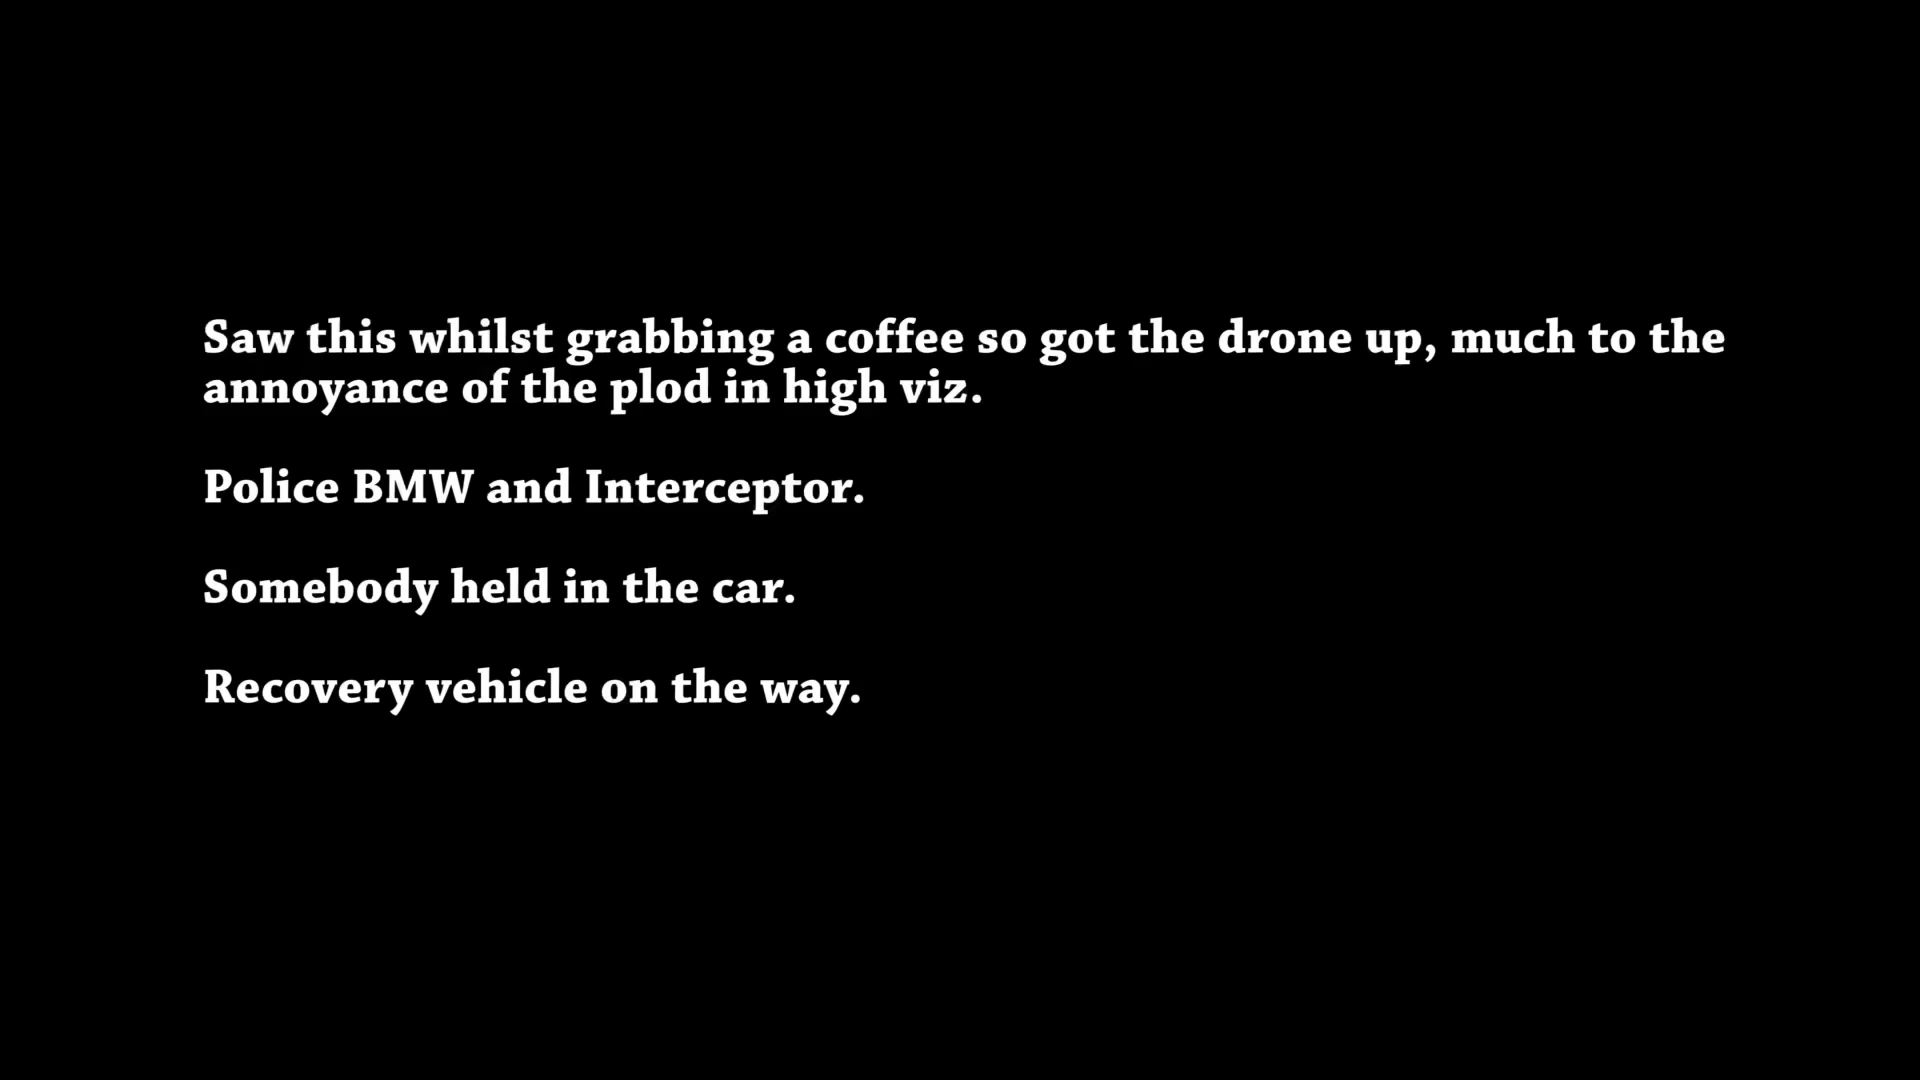 Saw this whilst grabbing a coffee so got the drone up, much to the
annoyance of the plod in high viz.
Police BMW and Interceptor.
Somebody held in the car.
Recovery vehicle on the way.